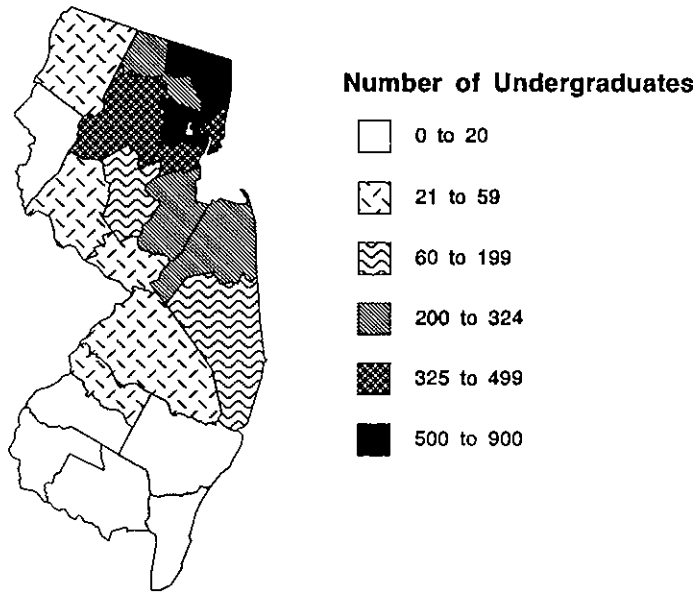 Number of Undergraduates
0 to 20
21 to 59
60 to 199
200 to 324
325 to 499
500 to 900